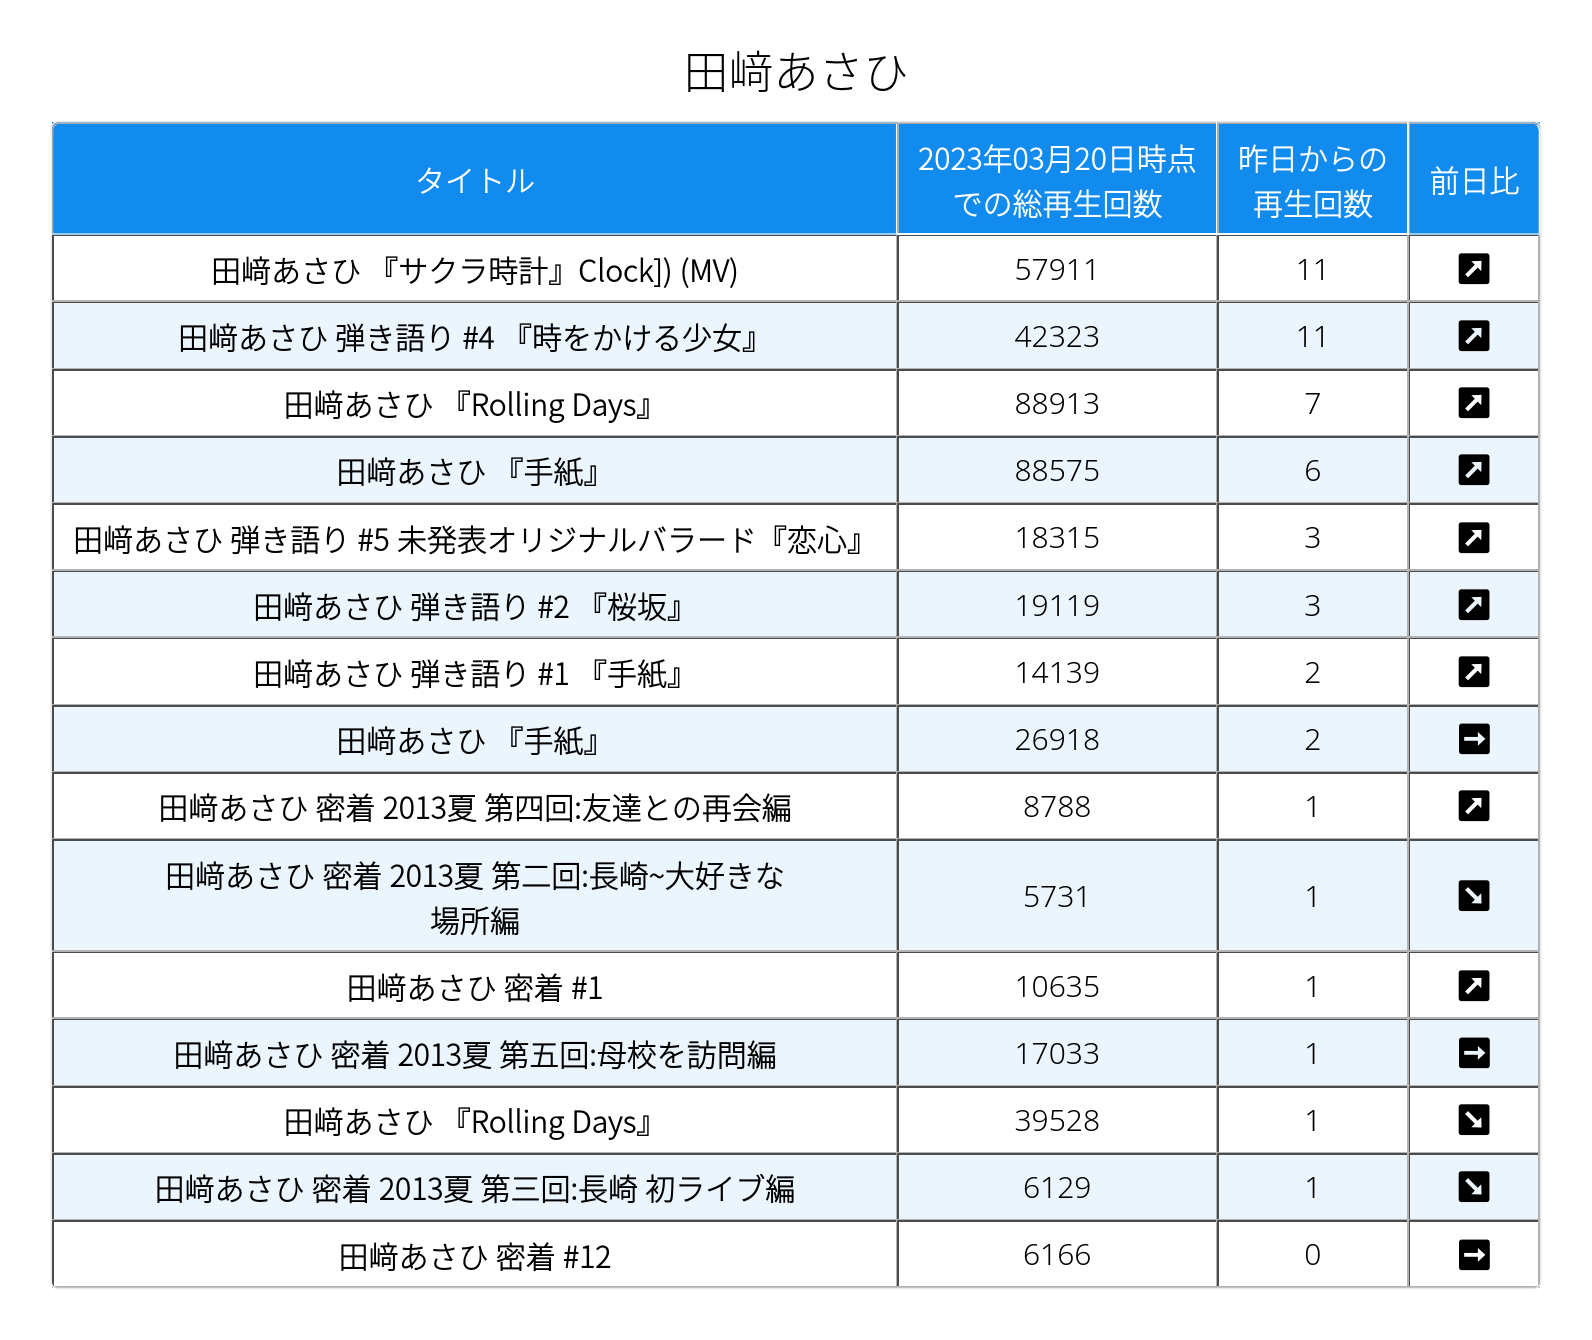 田﨑あさひ
タイトル
2023年03月20日時点
での総再生回数
昨日からの
再生回数
前日比
田﨑あさひ 『サクラ時計』Clock]) (MV) 57911 11
田﨑あさひ 弾き語り #4 『時をかける少女』 42323 11
田﨑あさひ 『Rolling Days』 88913 7
田﨑あさひ 『手紙』 88575 6
田﨑あさひ 弾き語り #5 未発表オリジナルバラード『恋心』 18315 3
田﨑あさひ 弾き語り #2 『桜坂』 19119 3
田﨑あさひ 弾き語り #1 『手紙』 14139 2
田﨑あさひ 『手紙』 26918 2
田﨑あさひ 密着 2013夏 第四回:友達との再会編 8788 1
田﨑あさひ 密着 2013夏 第二回:長崎~大好きな
場所編 5731 1
田﨑あさひ 密着 #1 10635 1
田﨑あさひ 密着 2013夏 第五回:母校を訪問編 17033 1
田﨑あさひ 『Rolling Days』 39528 1
田﨑あさひ 密着 2013夏 第三回:長崎 初ライブ編 6129 1
田﨑あさひ 密着 #12 6166 0